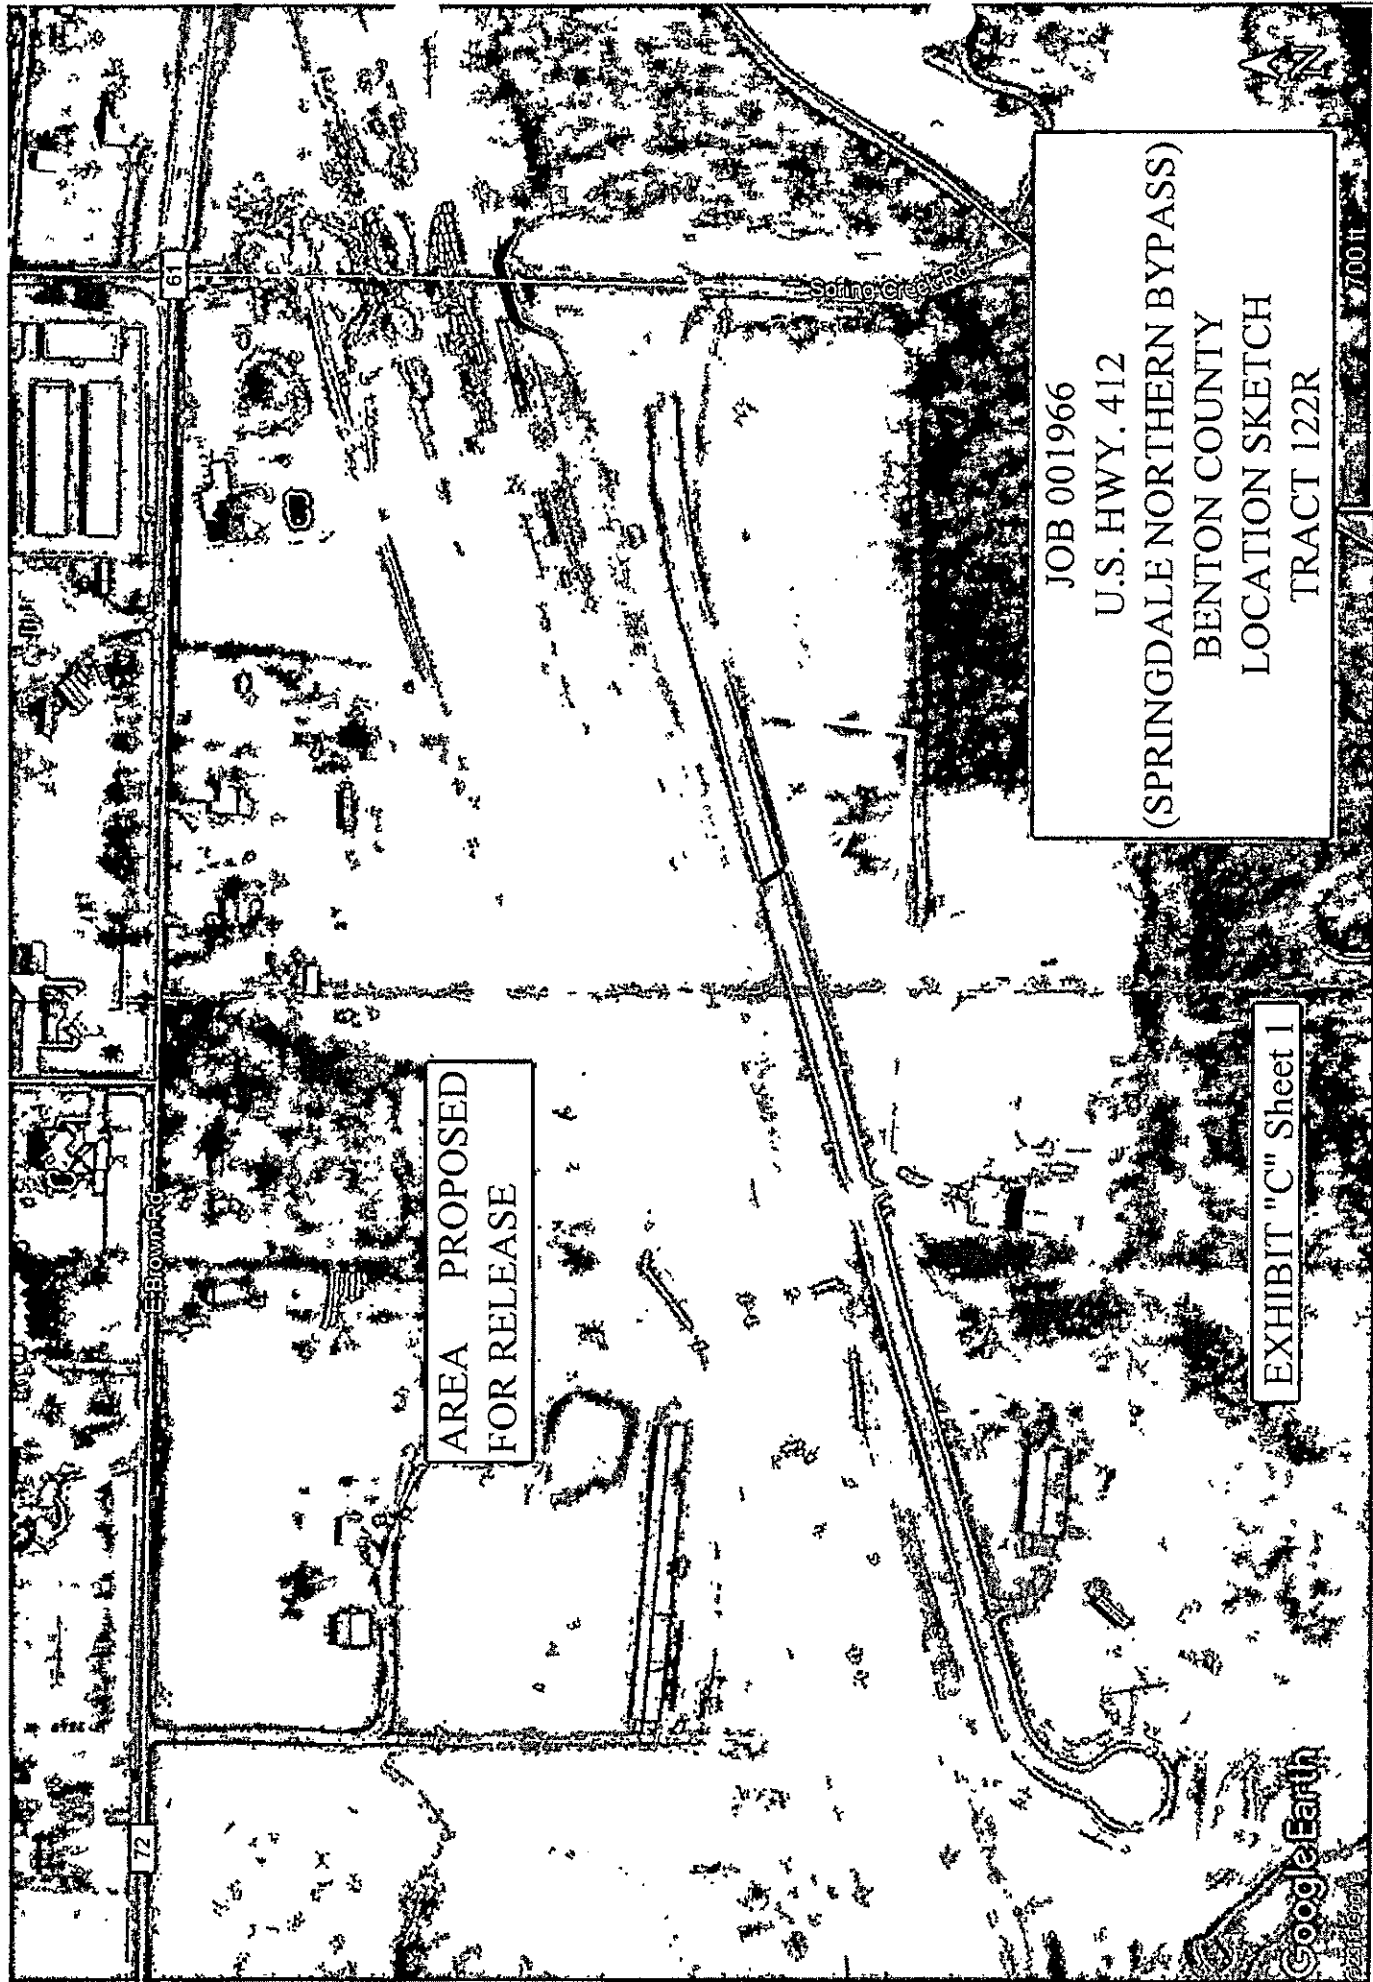 72
E Brown Rd
61
Spring Creek Rd
AREA PROPOSED
FOR RELEASE
JOB 001966
U.S. HWY. 412
(SPRINGDALE NORTHERN BYPASS)
BENTON COUNTY
LOCATION SKETCH
TRACT 122R
EXHIBIT "C" Sheet 1
Google Earth
N
700 ft